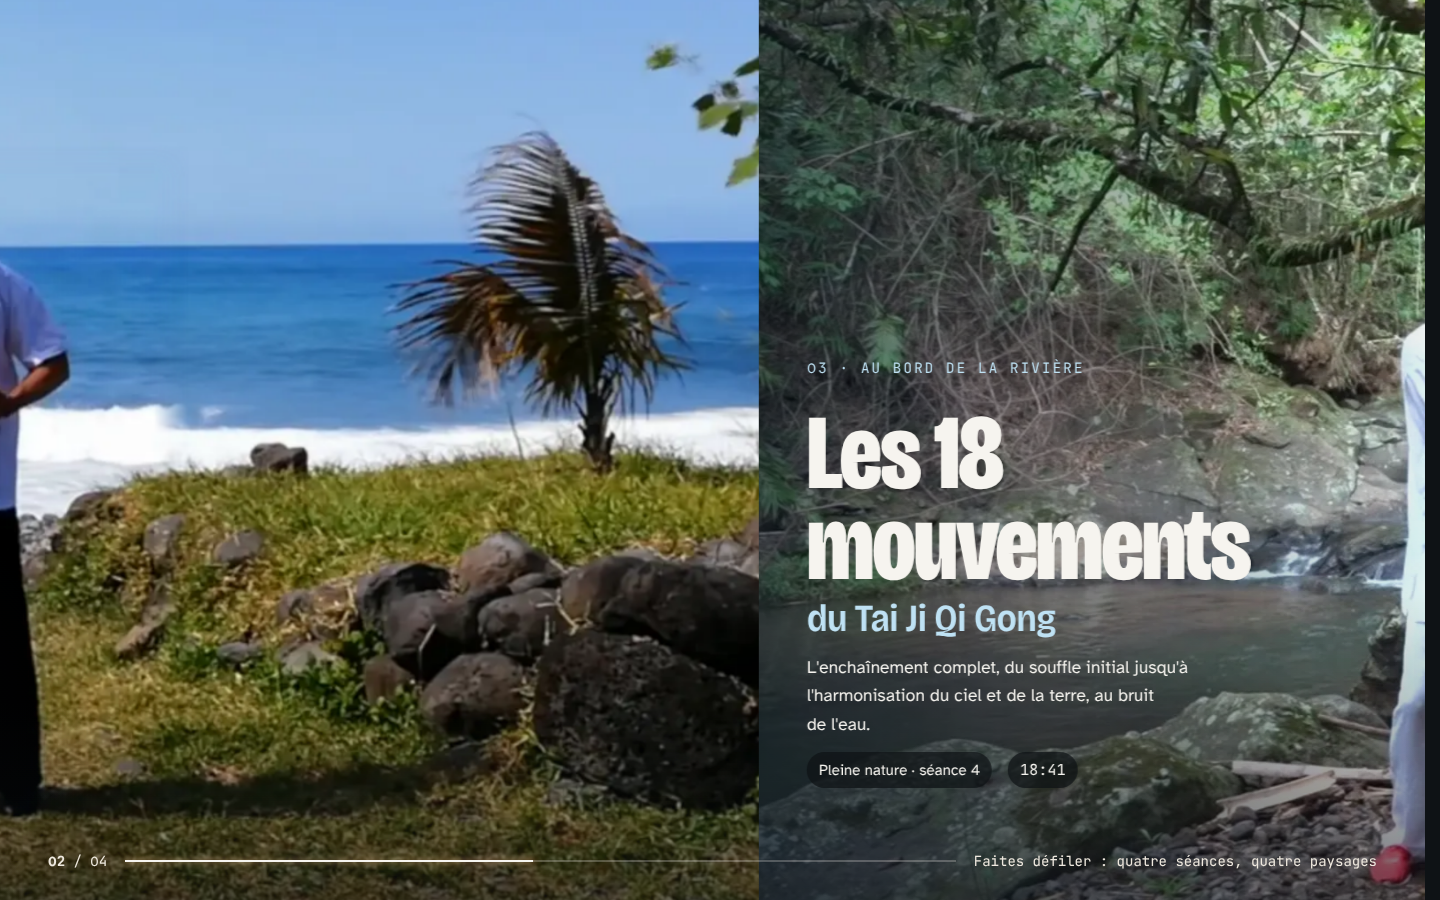 03 · AU BORD DE LA RIVIÈRE
Les 18
mouvements
du Tai Ji Qi Gong
L'enchaînement complet, du souffle initial jusqu'à
l'harmonisation du ciel et de la terre, au bruit
de l'eau.
Pleine nature · séance 4
18:41
02 / 04
Faites défiler : quatre séances, quatre paysages